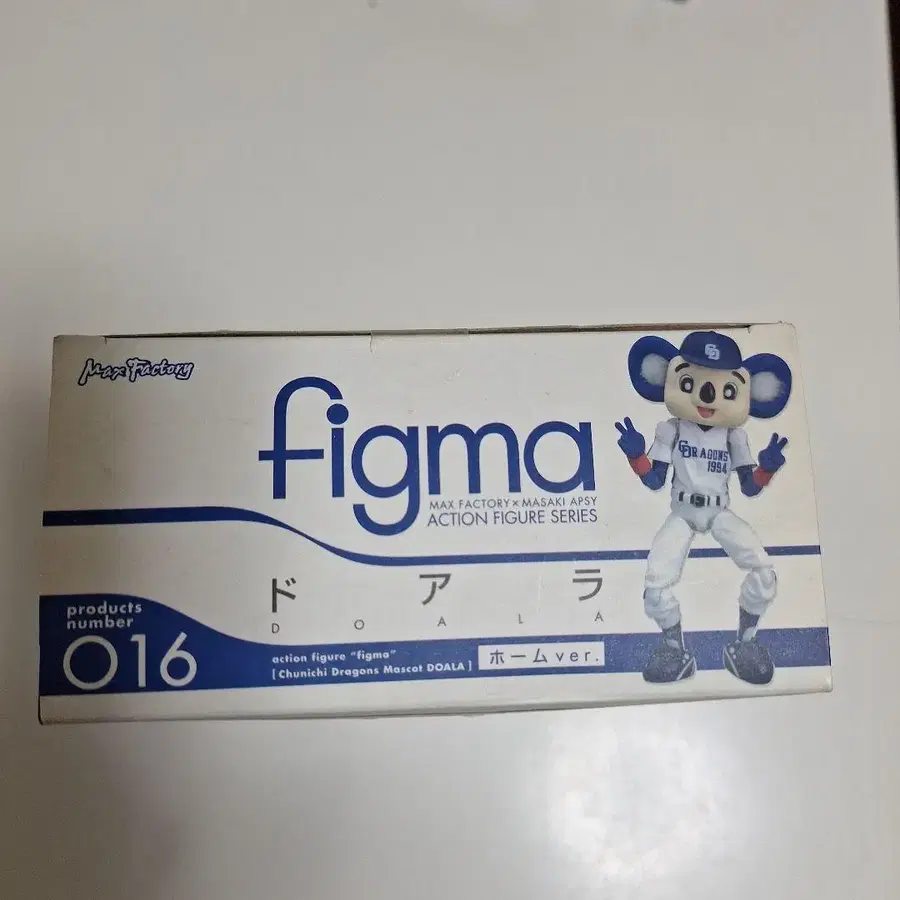 Max Factory
figma
MAX FACTORY × MASAKI APSY
ACTION FIGURE SERIES
CD
DRAGONS
1994
ドアラ
DOALA
products
number
016
action figure "figma"
[Chunichi Dragons Mascot DOALA]
ホームver.